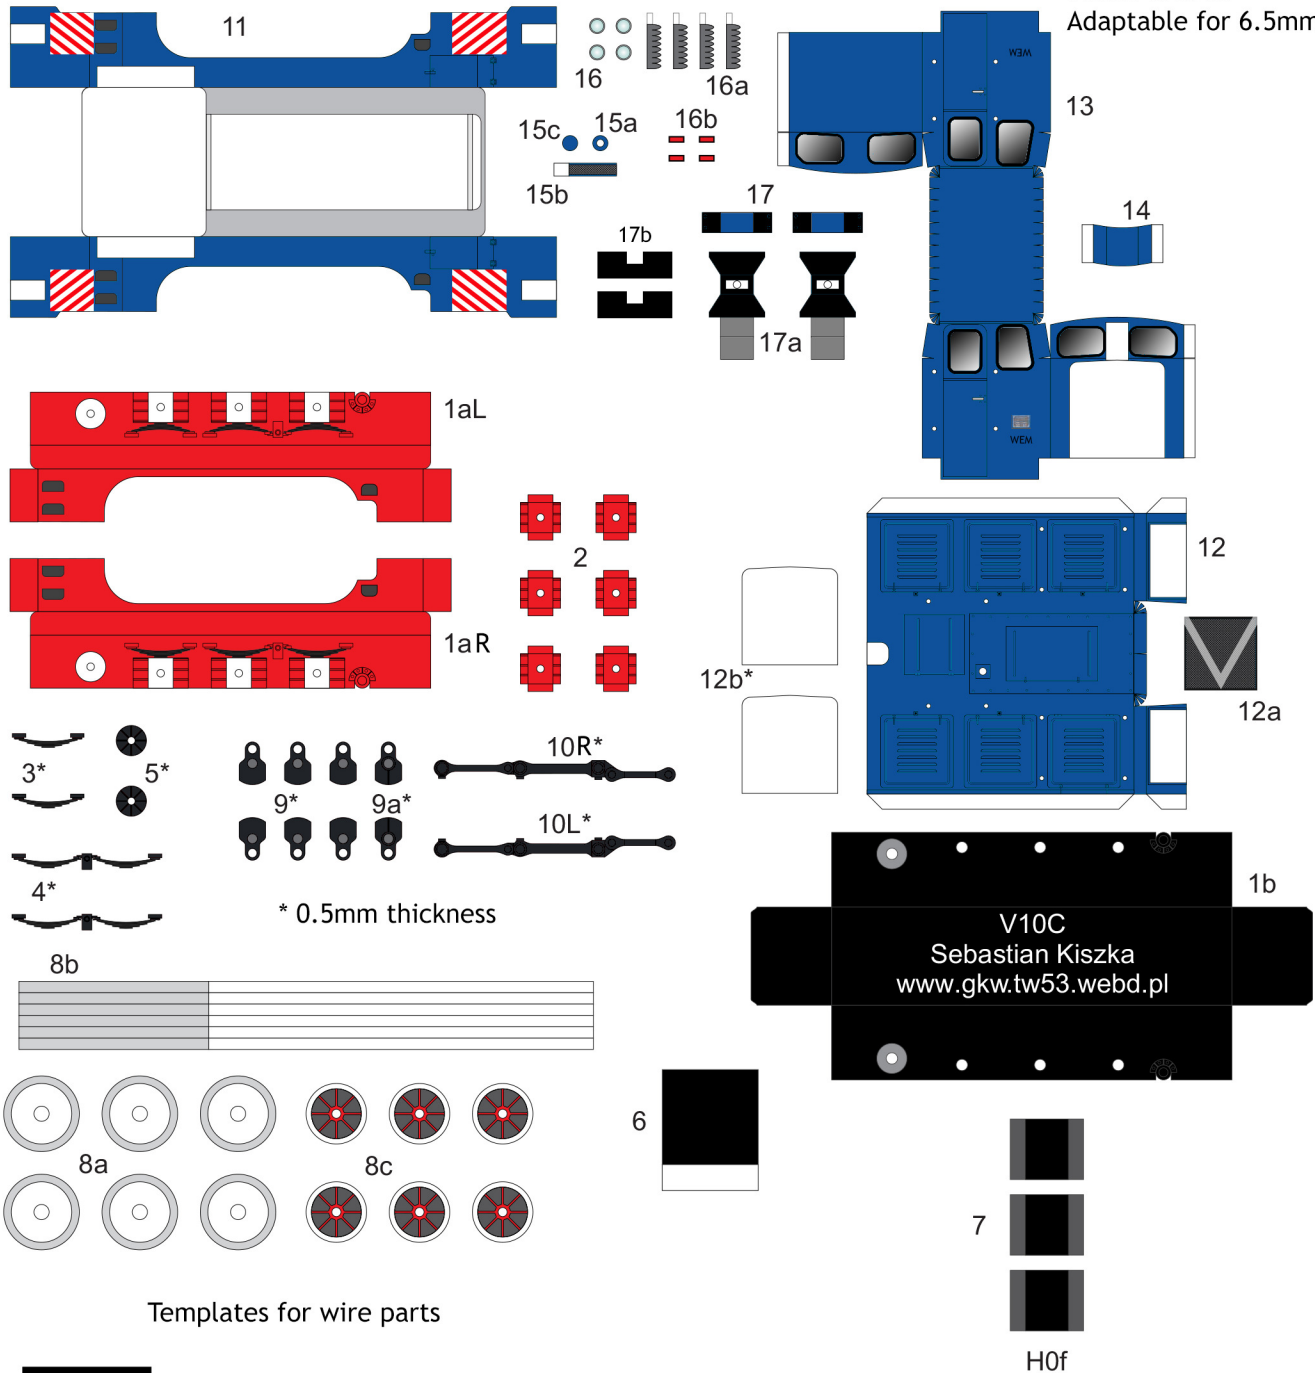 11
16
16a
Adaptable for 6.5mm
WEM
13
15c
15a
16b
15b
17
14
17b
17a
1aL
WEM
2
12
1aR
12b*
12a
3*
5*
9*
9a*
10R*
10L*
4*
* 0.5mm thickness
1b
V10C
Sebastian Kiszka
www.gkw.tw53.webd.pl
8b
6
8a
8c
7
Templates for wire parts
H0f